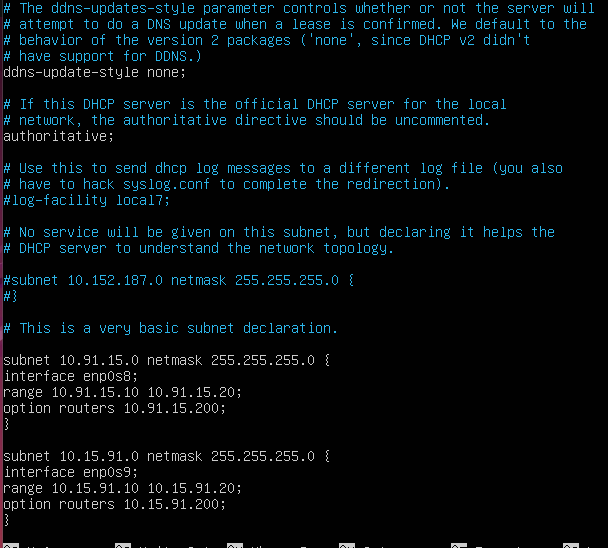 # The ddns-updates-style parameter controls whether or not the server will
# attempt to do a DNS update when a lease is confirmed. We default to the
# behavior of the version 2 packages ('none', since DHCP v2 didn't
# have support for DDNS.)
ddns-update-style none;

# If this DHCP server is the official DHCP server for the local
# network, the authoritative directive should be uncommented.
authoritative;

# Use this to send dhcp log messages to a different log file (you also
# have to hack syslog.conf to complete the redirection).
#log-facility local7;

# No service will be given on this subnet, but declaring it helps the
# DHCP server to understand the network topology.

#subnet 10.152.187.0 netmask 255.255.255.0 {
#}

# This is a very basic subnet declaration.

subnet 10.91.15.0 netmask 255.255.255.0 {
interface enp0s8;
range 10.91.15.10 10.91.15.20;
option routers 10.91.15.200;
}

subnet 10.15.91.0 netmask 255.255.255.0 {
interface enp0s9;
range 10.15.91.10 10.15.91.20;
option routers 10.15.91.200;
}